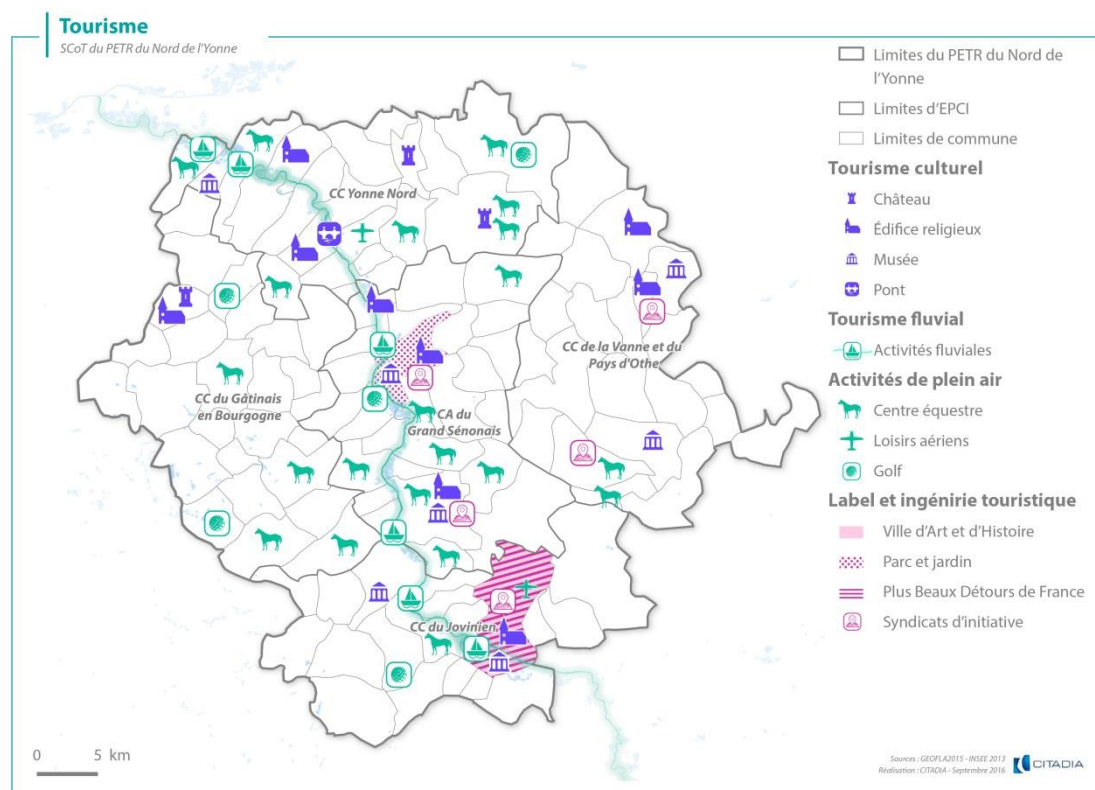 Tourisme
SCoT du PETR du Nord de l'Yonne
CC Yonne Nord
CC de la Vanne et du
Pays d'Othe
CC du Gâtinais
en Bourgogne
CA du
Grand Sénonais
CC du Jovinien
Limites du PETR du Nord de
l'Yonne
Limites d'EPCI
Limites de commune
Tourisme culturel
Château
Édifice religieux
Musée
Pont
Tourisme fluvial
Activités fluviales
Activités de plein air
Centre équestre
Loisirs aériens
Golf
Label et ingénirie touristique
Ville d'Art et d'Histoire
Parc et jardin
Plus Beaux Détours de France
Syndicats d'initiative
0 5 km
Sources : GEOFLA2015 - INSEE 2013
Réalisation : CITADIA - Septembre 2016
CITADIA